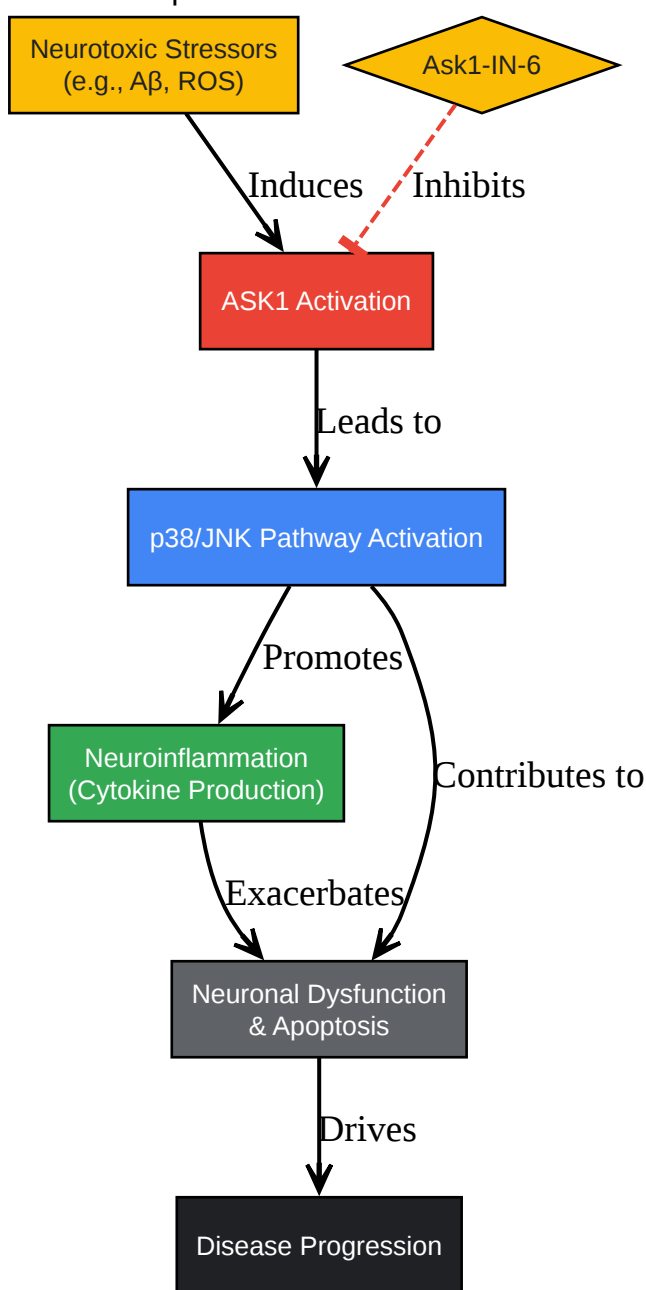 Neurotoxic Stressors
(e.g., Aβ, ROS)
Ask1-IN-6
Induces
Inhibits
ASK1 Activation
Leads to
p38/JNK Pathway Activation
Promotes
Neuroinflammation
(Cytokine Production)
Contributes to
Exacerbates
Neuronal Dysfunction
& Apoptosis
Drives
Disease Progression